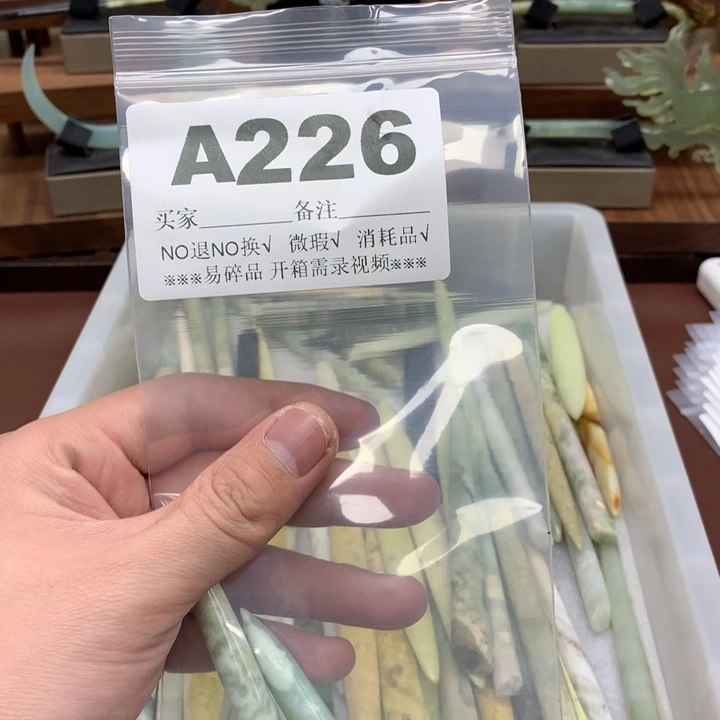 A226
买家________备注________
NO退NO换√ 微瑕√ 消耗品√
※※※易碎品 开箱需录视频※※※